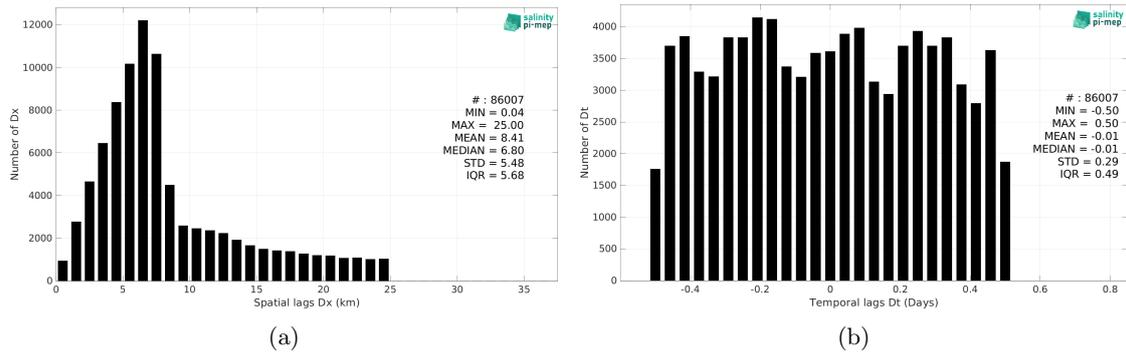 12000
10000
8000
6000
4000
2000
0
Number of Dx
salinity
pi-mep
# : 86007
MIN = 0.04
MAX = 25.00
MEAN = 8.41
MEDIAN = 6.80
STD = 5.48
IQR = 5.68
0 5 10 15 20 25 30 35
Spatial lags Dx (km)
(a)
4000
3500
3000
2500
2000
1500
1000
500
0
Number of Dt
salinity
pi-mep
# : 86007
MIN = -0.50
MAX = 0.50
MEAN = -0.01
MEDIAN = -0.01
STD = 0.29
IQR = 0.49
-0.4 -0.2 0 0.2 0.4 0.6 0.8
Temporal lags Dt (Days)
(b)